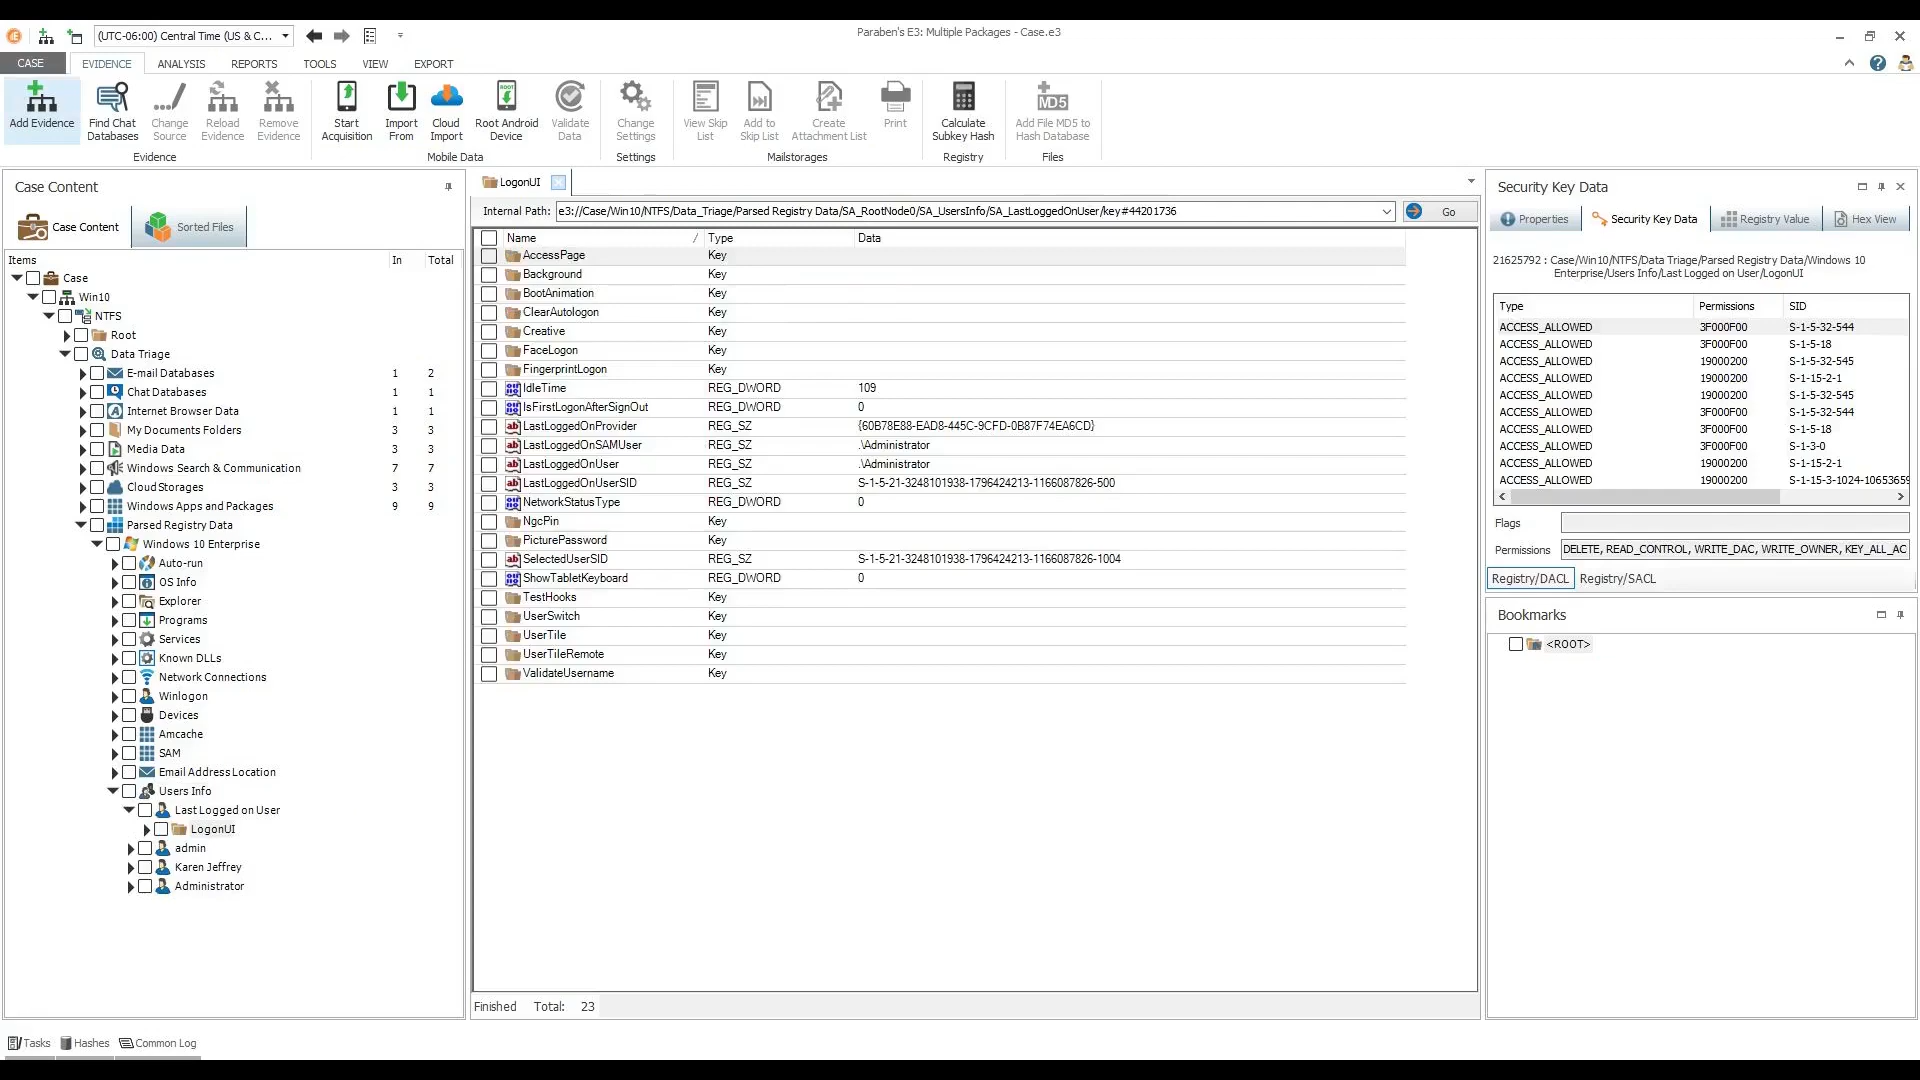 (UTC-06:00) Central Time (US & C...
Paraben's E3: Multiple Packages - Case.e3
CASE EVIDENCE ANALYSIS REPORTS TOOLS VIEW EXPORT
Add Evidence
Find Chat Databases
Change Source
Reload Evidence
Remove Evidence
Evidence
Start Acquisition
Import From
Cloud Import
Root Android Device
Validate Data
Mobile Data
Change Settings
Settings
View Skip List
Add to Skip List
Create Attachment List
Print
Mailstorages
Calculate Subkey Hash
Registry
MD5
Add File MD5 to Hash Database
Files
Case Content
Case Content Sorted Files
Items In Total
Case
Win10
NTFS
Root
Data Triage
E-mail Databases 1 2
Chat Databases 1 1
Internet Browser Data 1 1
My Documents Folders 3 3
Media Data 3 3
Windows Search & Communication 7 7
Cloud Storages 3 3
Windows Apps and Packages 9 9
Parsed Registry Data
Windows 10 Enterprise
Auto-run
OS Info
Explorer
Programs
Services
Known DLLs
Network Connections
Winlogon
Devices
Amcache
SAM
Email Address Location
Users Info
Last Logged on User
LogonUI
admin
Karen Jeffrey
Administrator
LogonUI
Internal Path: e3://Case/Win10/NTFS/Data_Triage/Parsed Registry Data/SA_RootNode0/SA_UsersInfo/SA_LastLoggedOnUser/key#44201736 Go
Name / Type Data
AccessPage Key
Background Key
BootAnimation Key
ClearAutologon Key
Creative Key
FaceLogon Key
FingerprintLogon Key
IdleTime REG_DWORD 109
IsFirstLogonAfterSignOut REG_DWORD 0
LastLoggedOnProvider REG_SZ {60B78E88-EAD8-445C-9CFD-0B87F74EA6CD}
LastLoggedOnSAMUser REG_SZ .\Administrator
LastLoggedOnUser REG_SZ .\Administrator
LastLoggedOnUserSID REG_SZ S-1-5-21-3248101938-1796424213-1166087826-500
NetworkStatusType REG_DWORD 0
NgcPin Key
PicturePassword Key
SelectedUserSID REG_SZ S-1-5-21-3248101938-1796424213-1166087826-1004
ShowTabletKeyboard REG_DWORD 0
TestHooks Key
UserSwitch Key
UserTile Key
UserTileRemote Key
ValidateUsername Key
Finished Total: 23
Security Key Data
Properties Security Key Data Registry Value Hex View
21625792 : Case/Win10/NTFS/Data Triage/Parsed Registry Data/Windows 10
Enterprise/Users Info/Last Logged on User/LogonUI
Type Permissions SID
ACCESS_ALLOWED 3F000F00 S-1-5-32-544
ACCESS_ALLOWED 3F000F00 S-1-5-18
ACCESS_ALLOWED 19000200 S-1-5-32-545
ACCESS_ALLOWED 19000200 S-1-15-2-1
ACCESS_ALLOWED 19000200 S-1-5-32-545
ACCESS_ALLOWED 3F000F00 S-1-5-32-544
ACCESS_ALLOWED 3F000F00 S-1-5-18
ACCESS_ALLOWED 3F000F00 S-1-3-0
ACCESS_ALLOWED 19000200 S-1-15-2-1
ACCESS_ALLOWED 19000200 S-1-15-3-1024-10653659
Flags
Permissions DELETE, READ_CONTROL, WRITE_DAC, WRITE_OWNER, KEY_ALL_AC
Registry/DACL Registry/SACL
Bookmarks
<ROOT>
Tasks Hashes Common Log